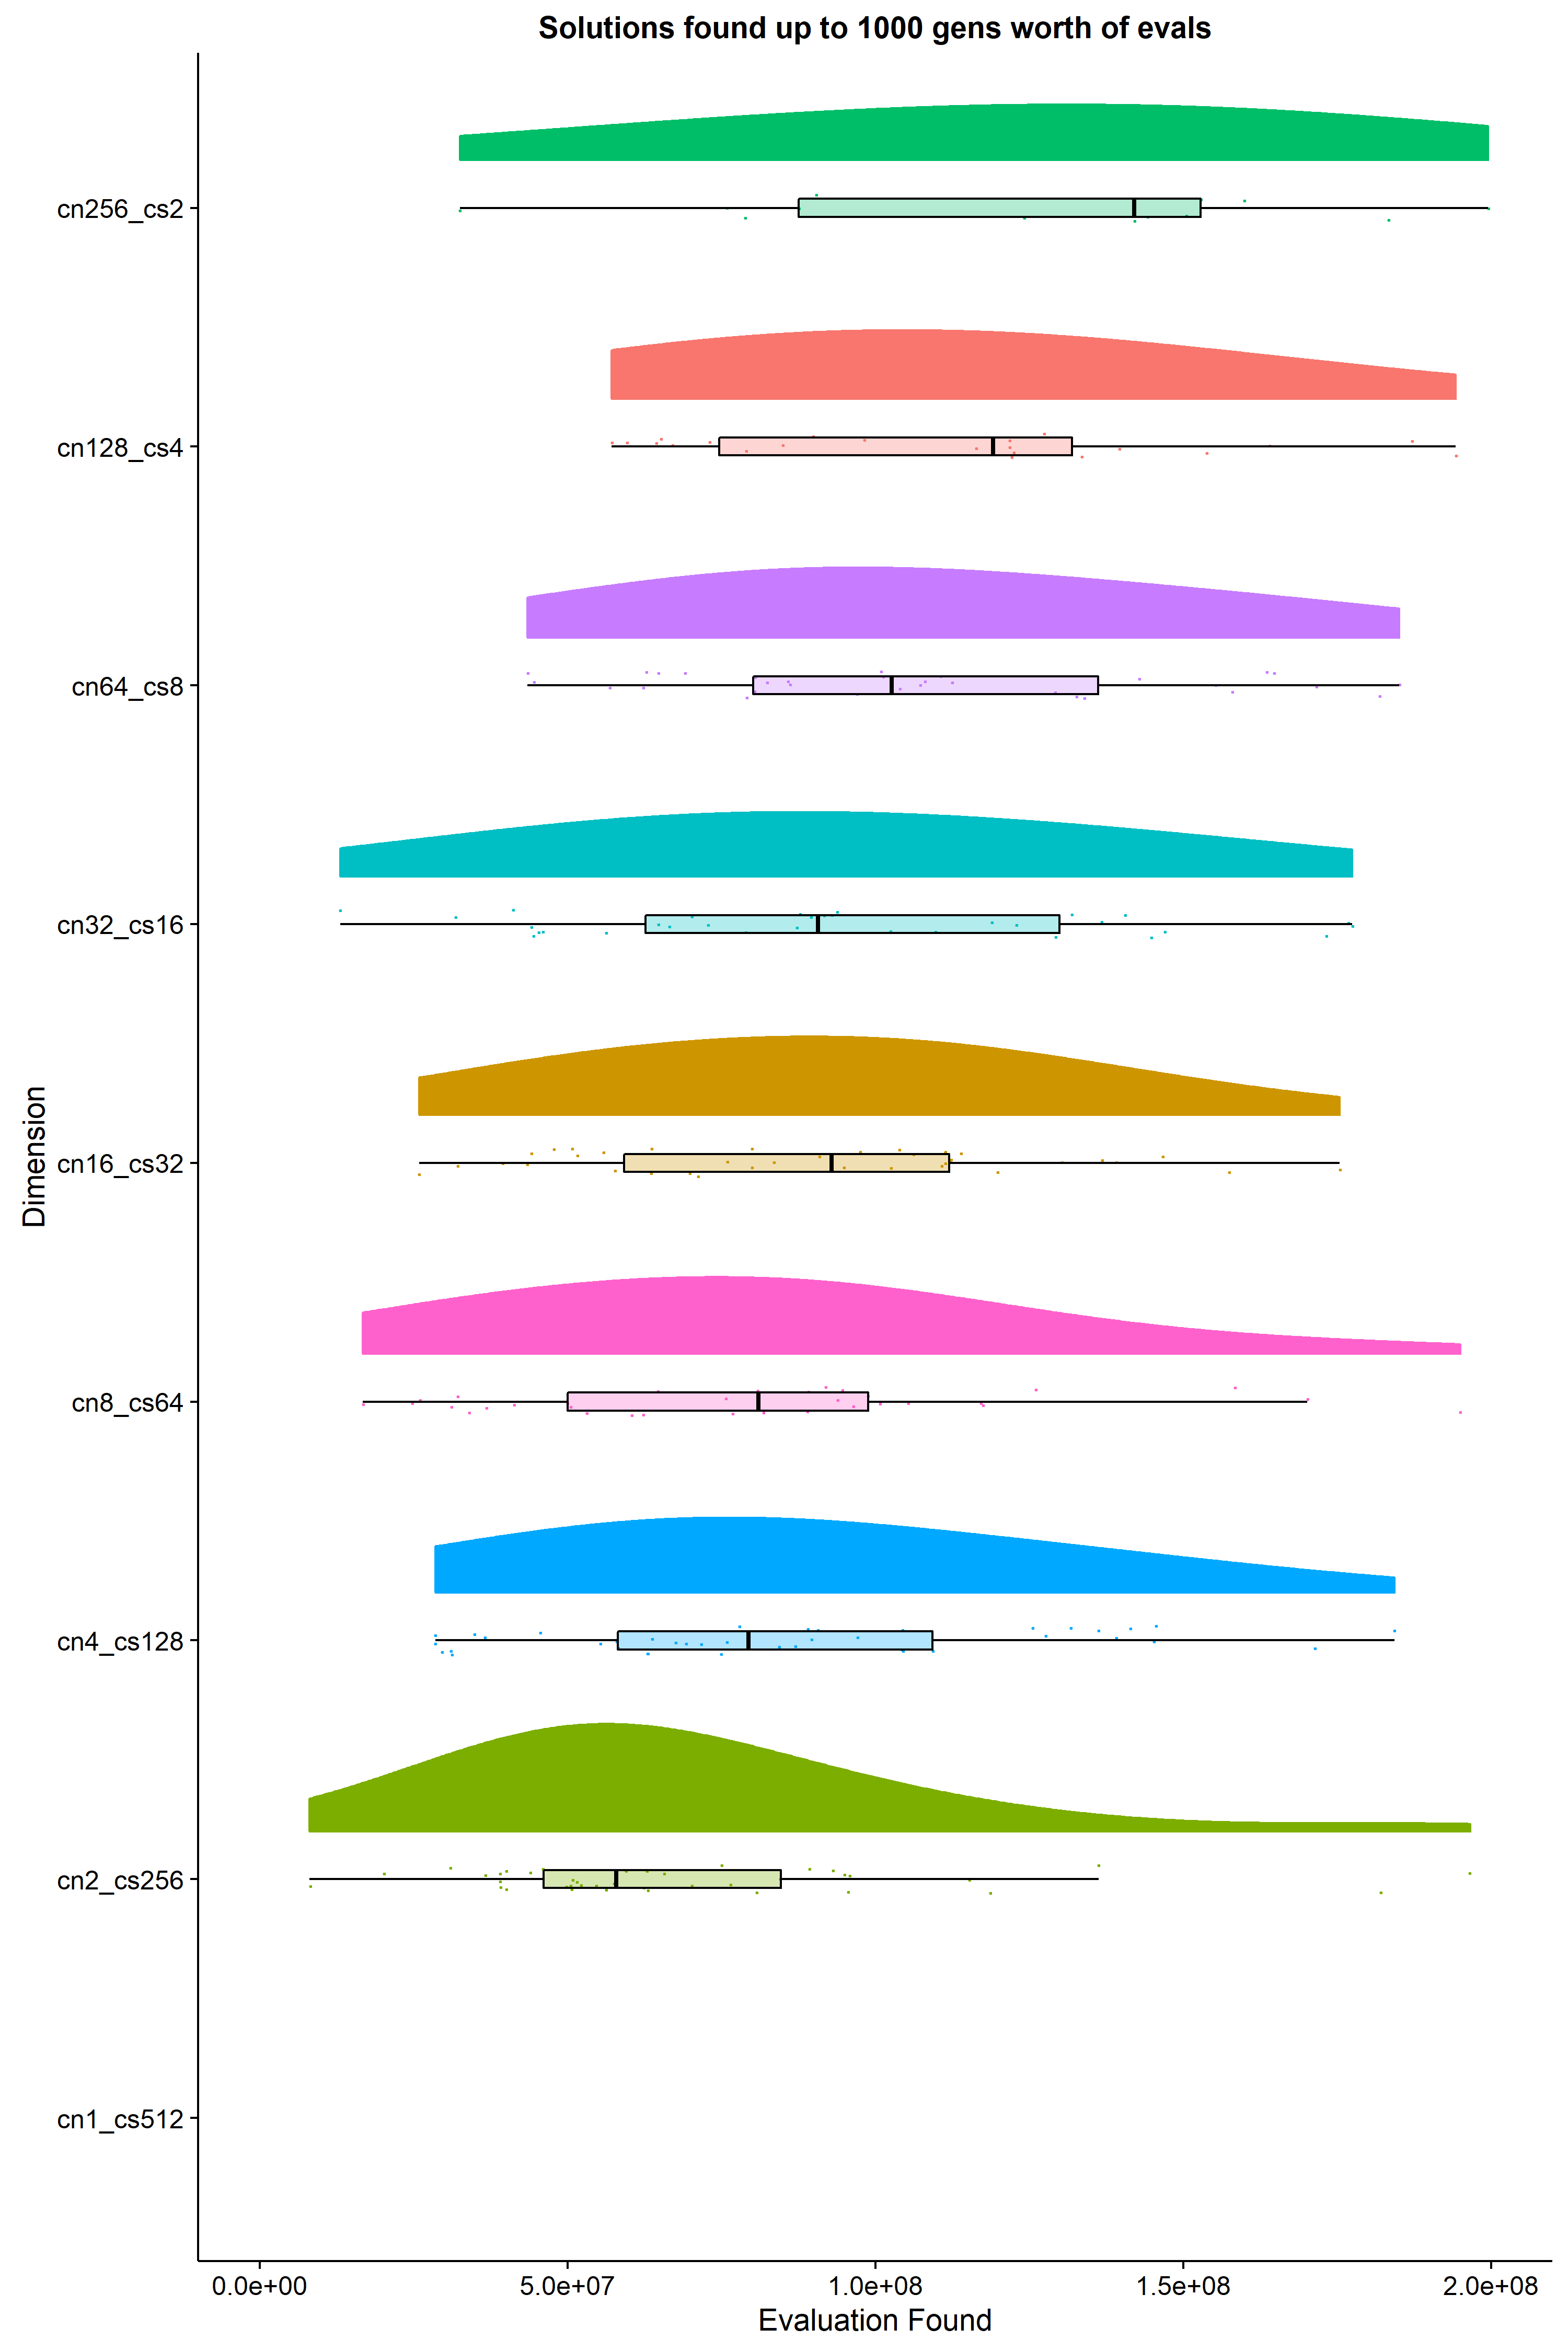 Solutions found up to 1000 gens worth of evals
cn256_cs2
cn128_cs4
cn64_cs8
cn32_cs16
cn16_cs32
cn8_cs64
cn4_cs128
cn2_cs256
cn1_cs512
Dimension
0.0e+00 5.0e+07 1.0e+08 1.5e+08 2.0e+08
Evaluation Found